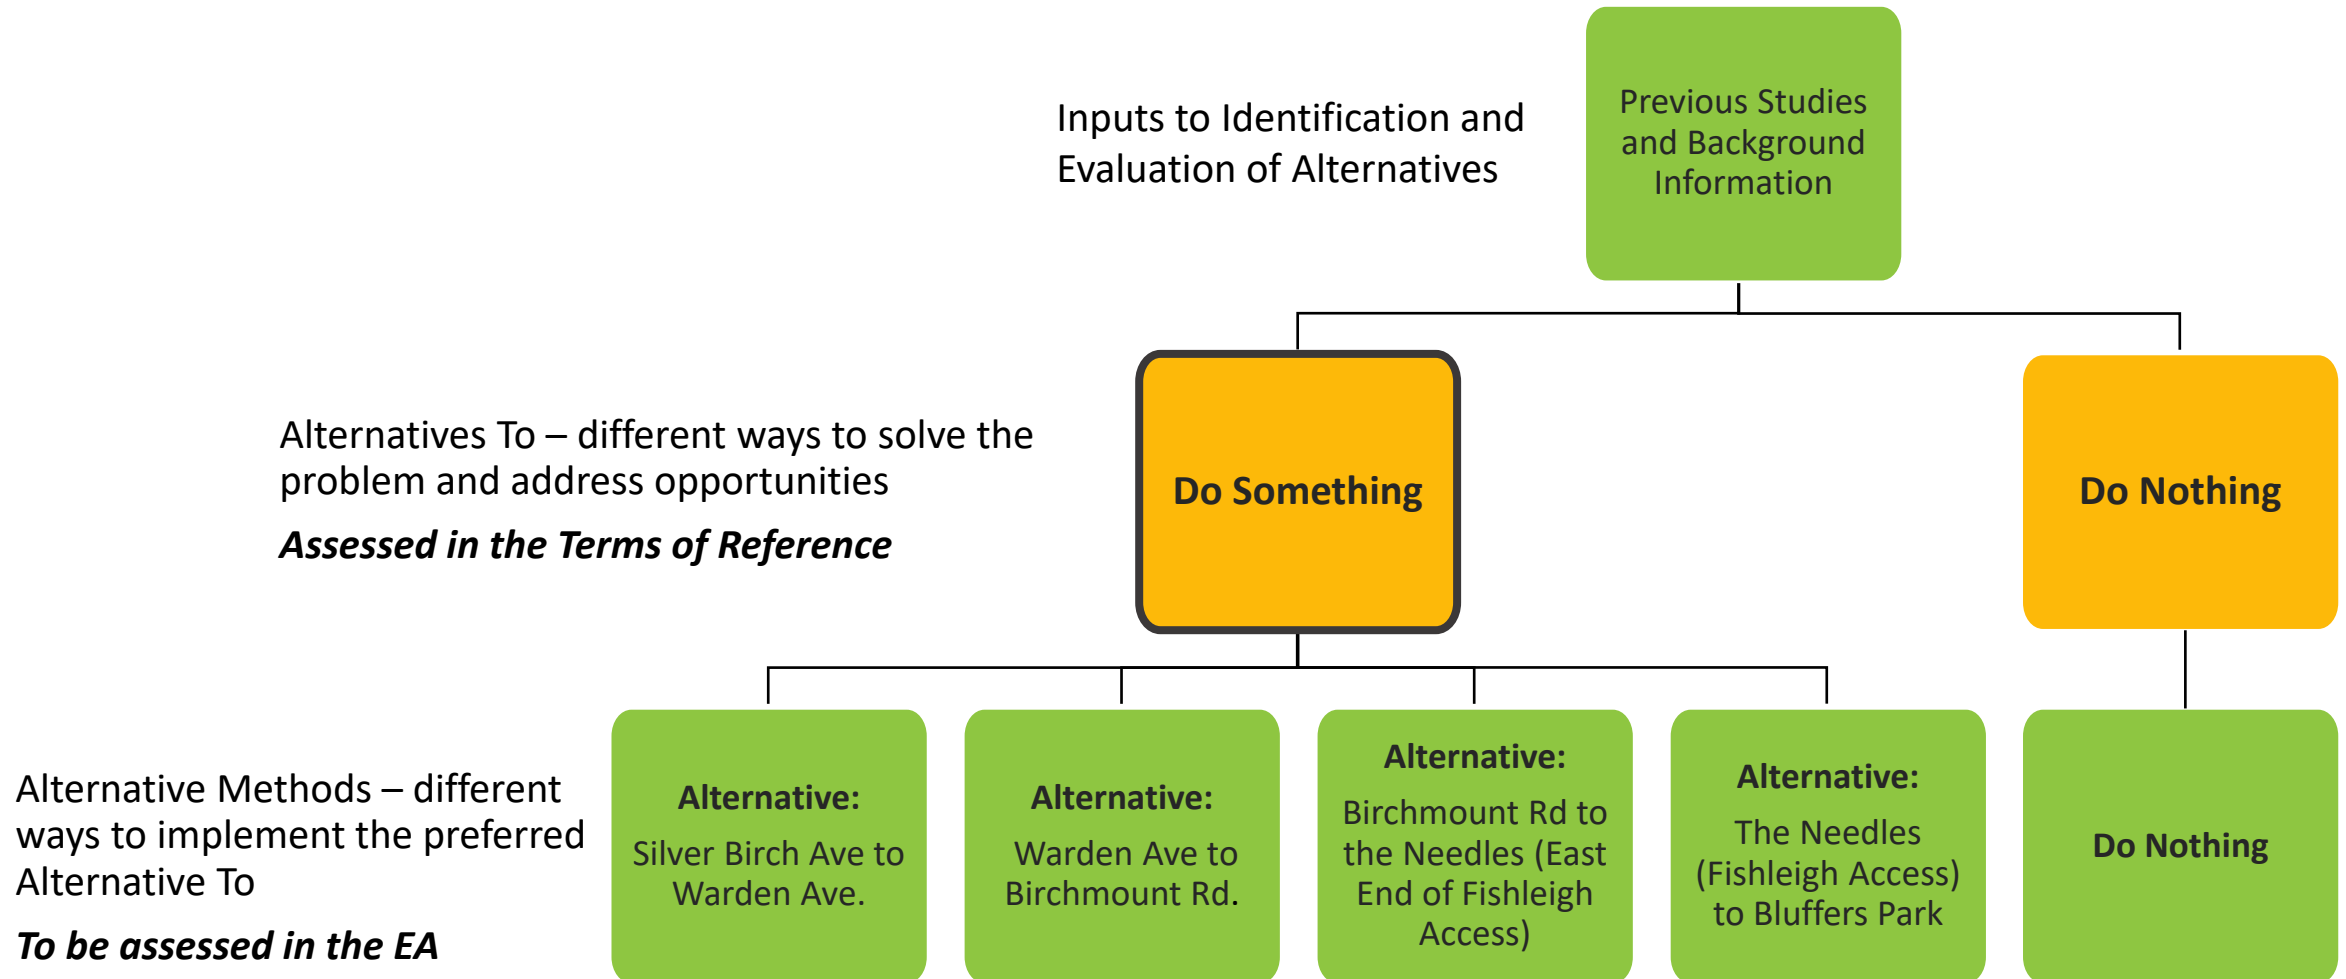 Inputs to Identification and
Evaluation of Alternatives
Previous Studies
and Background
Information
Alternatives To – different ways to solve the
problem and address opportunities
Assessed in the Terms of Reference
Do Something
Do Nothing
Alternative Methods – different
ways to implement the preferred
Alternative To
To be assessed in the EA
Alternative:
Silver Birch Ave to
Warden Ave.
Alternative:
Warden Ave to
Birchmount Rd.
Alternative:
Birchmount Rd to
the Needles (East
End of Fishleigh
Access)
Alternative:
The Needles
(Fishleigh Access)
to Bluffers Park
Do Nothing